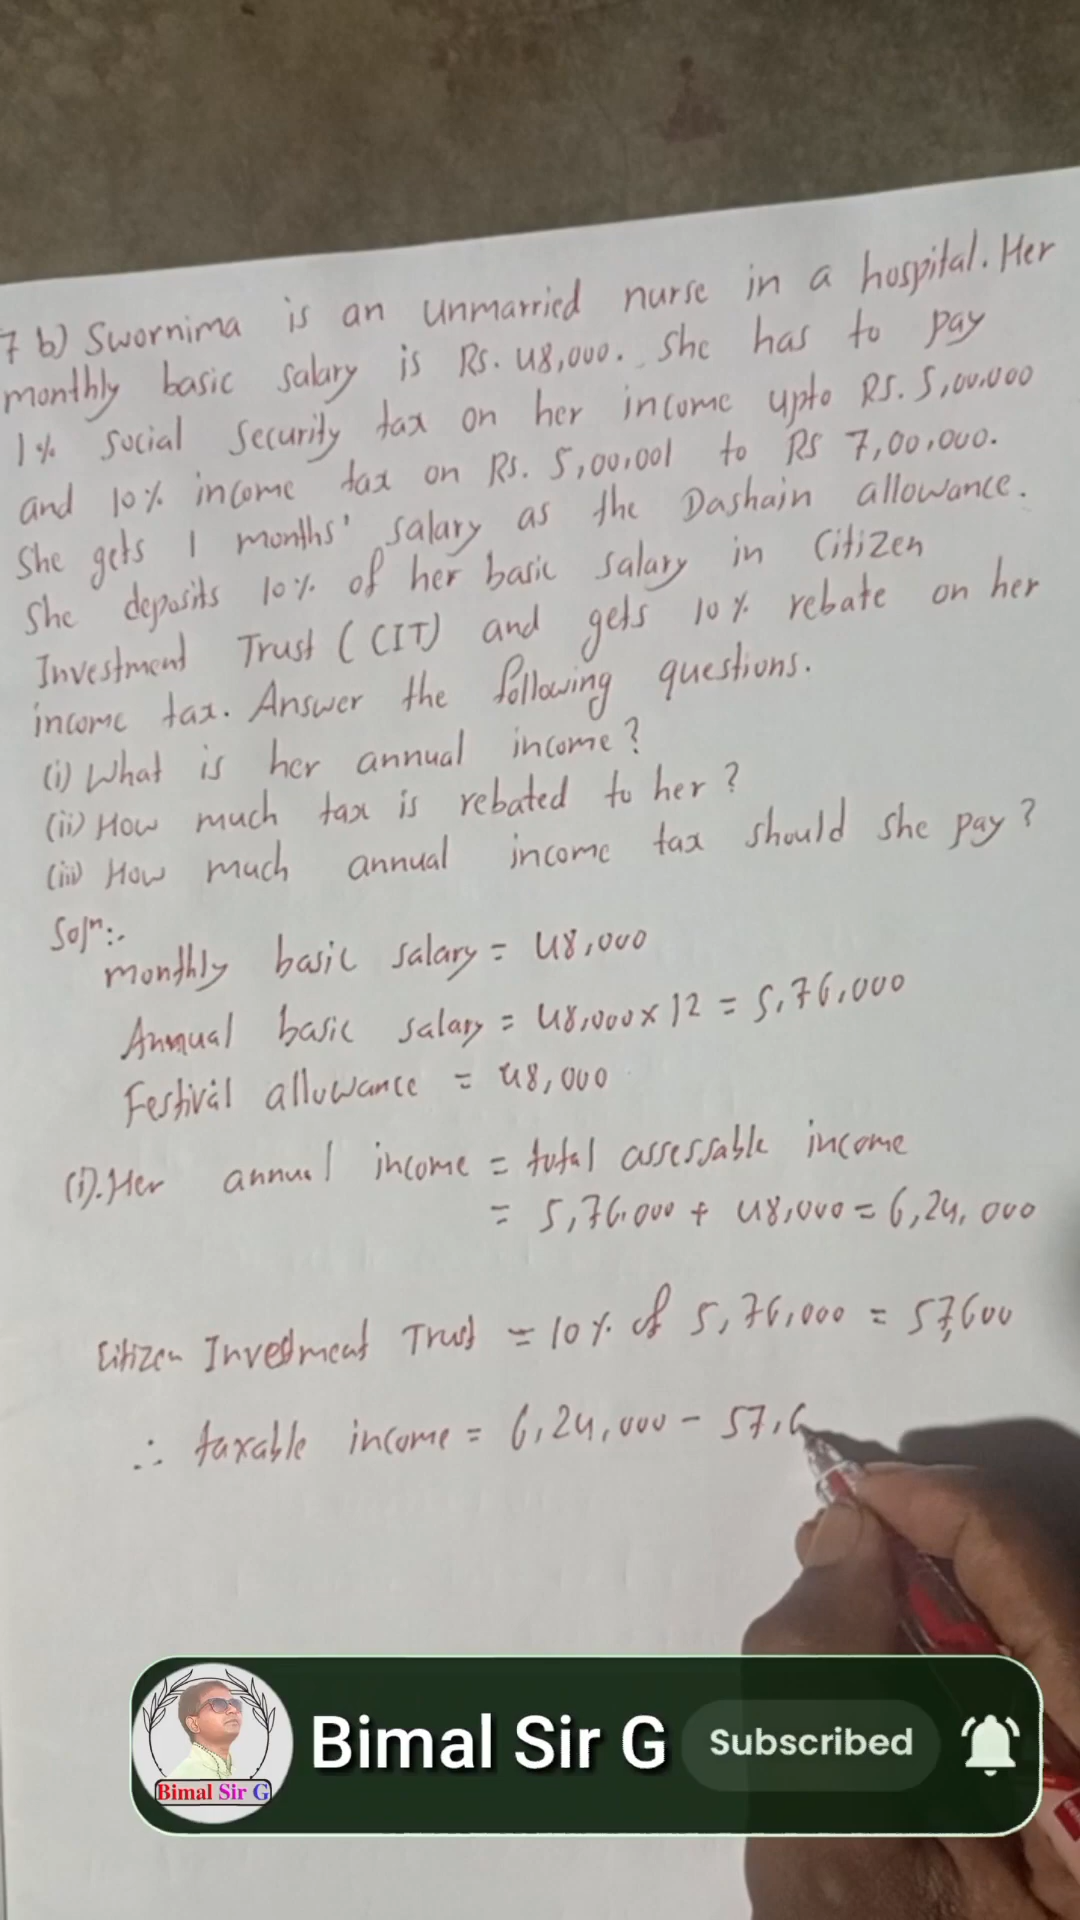 7 b) Swornima is an unmarried nurse in a hospital. Her
monthly basic salary is Rs. 48,000. She has to pay
1% Social Security tax on her income upto RS. 5,00,000
and 10% income tax on Rs. 5,00,001 to Rs 7,00,000.
She gets 1 months' salary as the Dashain allowance.
She deposits 10% of her basic salary in Citizen
Investment Trust (CIT) and gets 10% rebate on her
income tax. Answer the following questions.
(i) What is her annual income?
(ii) How much tax is rebated to her?
(iii) How much annual income tax should she pay?
Solⁿ:-
monthly basic salary = 48,000
Annual basic salary = 48,000 x 12 = 5,76,000
Festival allowance = 48,000
(i). Her annual income = total assessable income
= 5,76,000 + 48,000 = 6,24,000
Citizen Investment Trust = 10% of 5,76,000 = 57,600
∴ taxable income = 6,24,000 - 57,6
Bimal Sir G
Bimal Sir G
Subscribed